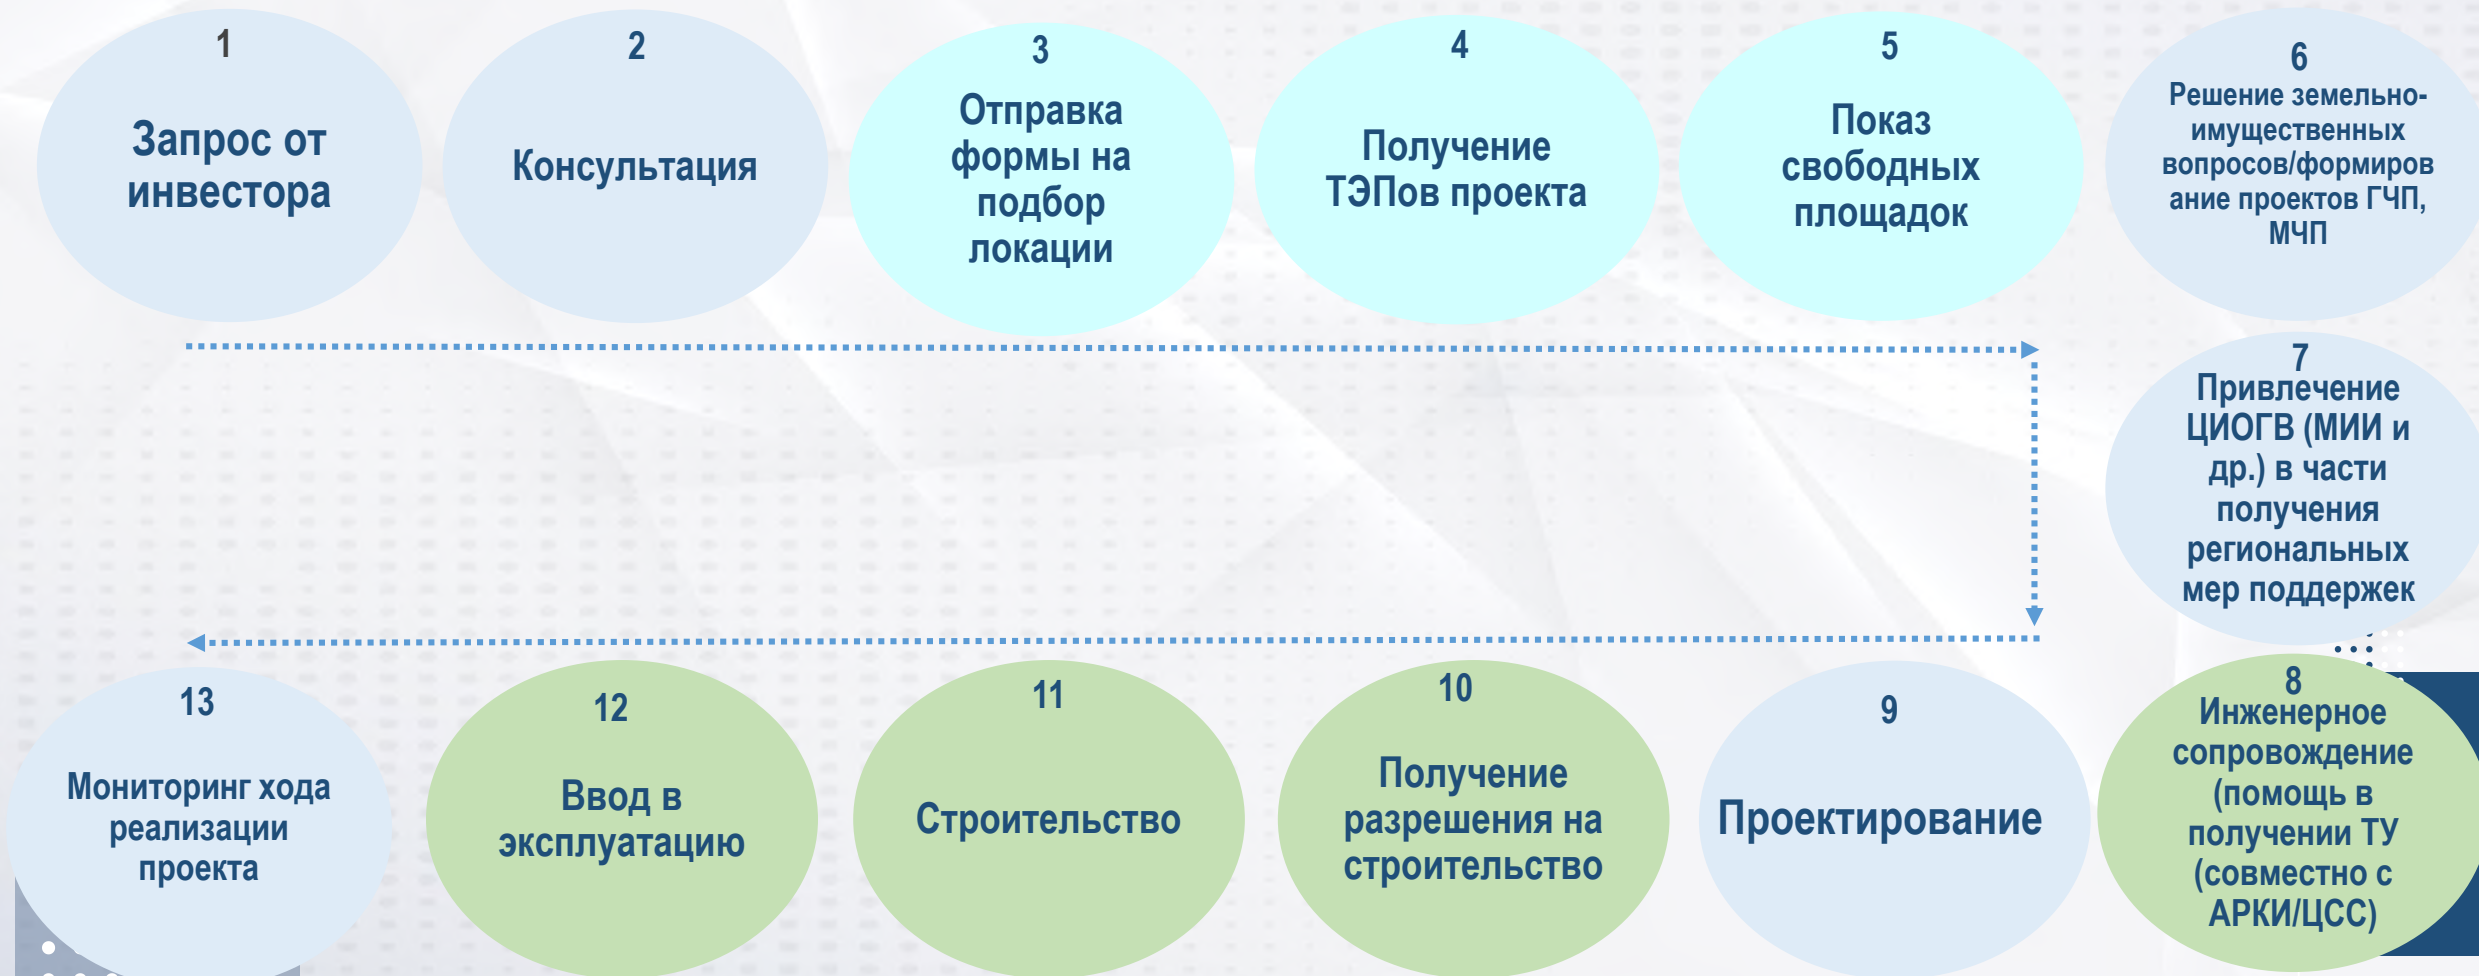 1
Запрос от
инвестора
2
Консультация
3
Отправка
формы на
подбор
локации
4
Получение
ТЭПов проекта
5
Показ
свободных
площадок
6
Решение земельно-
имущественных
вопросов/формиров
ание проектов ГЧП,
МЧП
7
Привлечение
ЦИОГВ (МИИ и
др.) в части
получения
региональных
мер поддержек
8
Инженерное
сопровождение
(помощь в
получении ТУ
(совместно с
АРКИ/ЦСС)
9
Проектирование
10
Получение
разрешения на
строительство
11
Строительство
12
Ввод в
эксплуатацию
13
Мониторинг хода
реализации
проекта